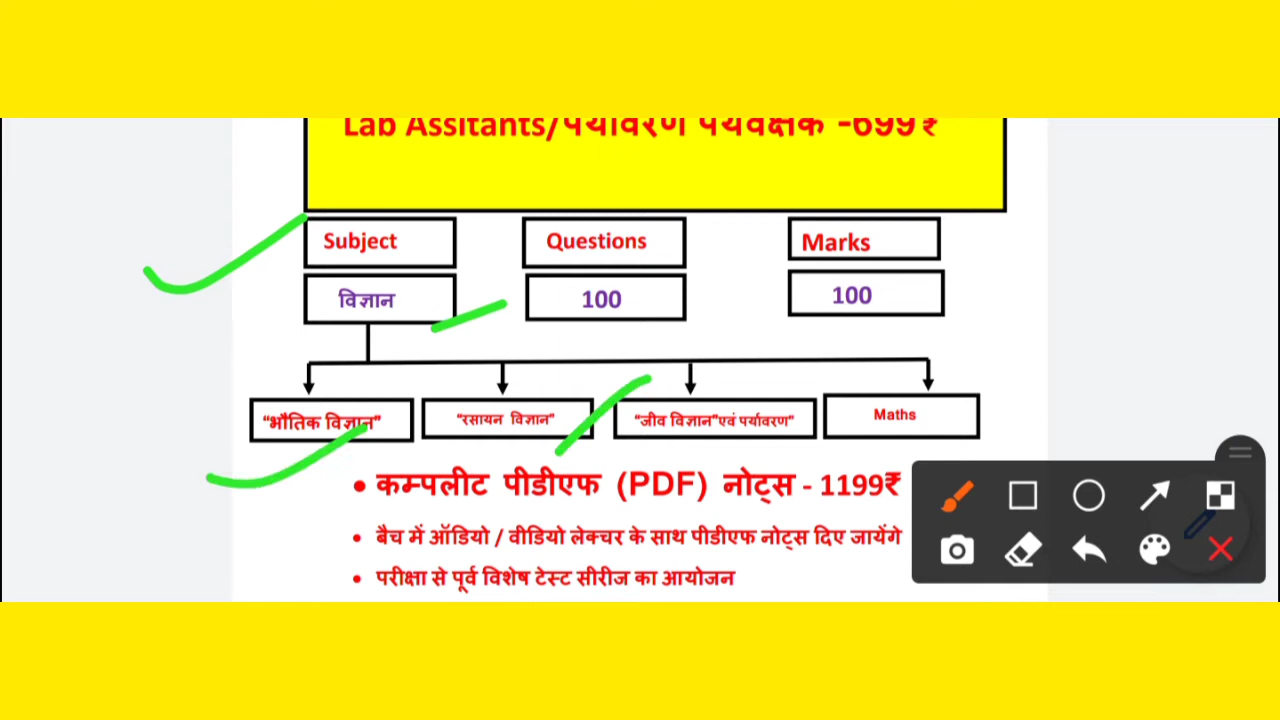 Lab Assitants/पर्यावरण पर्यवेक्षक -699₹
Subject Questions Marks
विज्ञान 100 100
“भौतिक विज्ञान” “रसायन विज्ञान” “जीव विज्ञान”एवं पर्यावरण” Maths
• कम्पलीट पीडीएफ (PDF) नोट्स - 1199₹
• बैच में ऑडियो / वीडियो लेक्चर के साथ पीडीएफ नोट्स दिए जायेंगे
• परीक्षा से पूर्व विशेष टेस्ट सीरीज का आयोजन